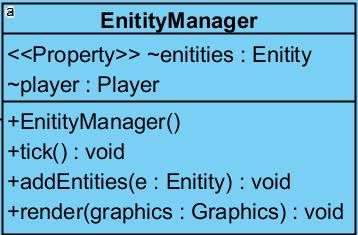 a
EnitityManager
<<Property>> ~enitities : Enitity
~player : Player
+EnitityManager()
+tick() : void
+addEntities(e : Enitity) : void
+render(graphics : Graphics) : void